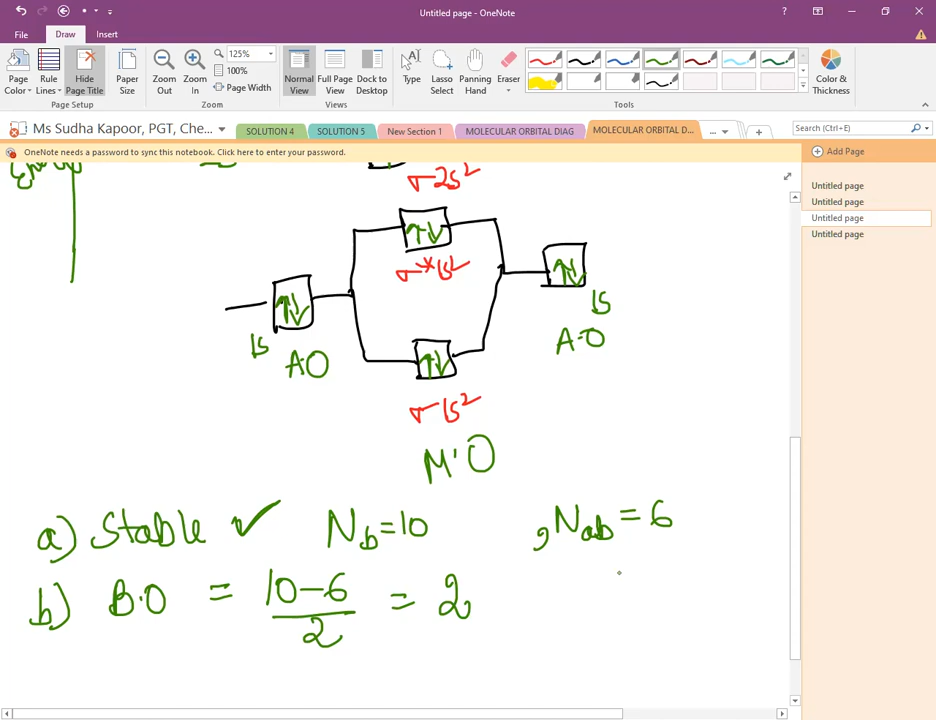 Untitled page - OneNote
File Draw Insert
125%
100%
Page Width
Page Color
Rule Lines
Hide Page Title
Paper Size
Zoom Out
Zoom In
Normal View
Full Page View
Dock to Desktop
Type
Lasso Select
Panning Hand
Eraser
Color & Thickness
Page Setup
Zoom
Views
Tools
Ms Sudha Kapoor, PGT, Che...
SOLUTION 4
SOLUTION 5
New Section 1
MOLECULAR ORBITAL DIAG
MOLECULAR ORBITAL D...
...
Search (Ctrl+E)
OneNote needs a password to sync this notebook. Click here to enter your password.
Add Page
Untitled page
Untitled page
Untitled page
Untitled page
σ2s²
↑↓
σ*1s²
↑↓
1s
A·O
↑↓
1s
A·O
↑↓
σ1s²
M·O
a) Stable ✓ N_b=10 , N_ab = 6
b) B·O = 10-6/2 = 2